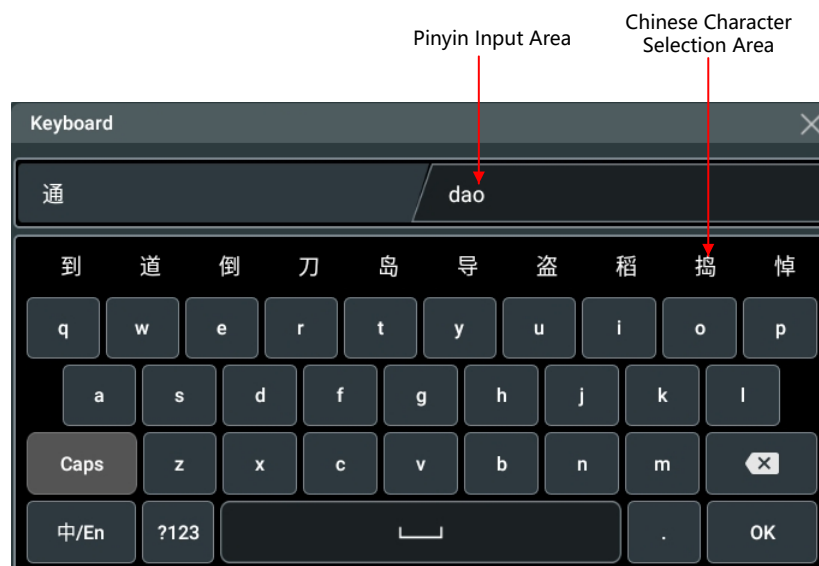 Pinyin Input Area
Chinese Character
Selection Area
Keyboard
通 dao
到 道 倒 刀 岛 导 盗 稻 捣 悼
q w e r t y u i o p
a s d f g h j k l
Caps z x c v b n m
中/En ?123 . OK